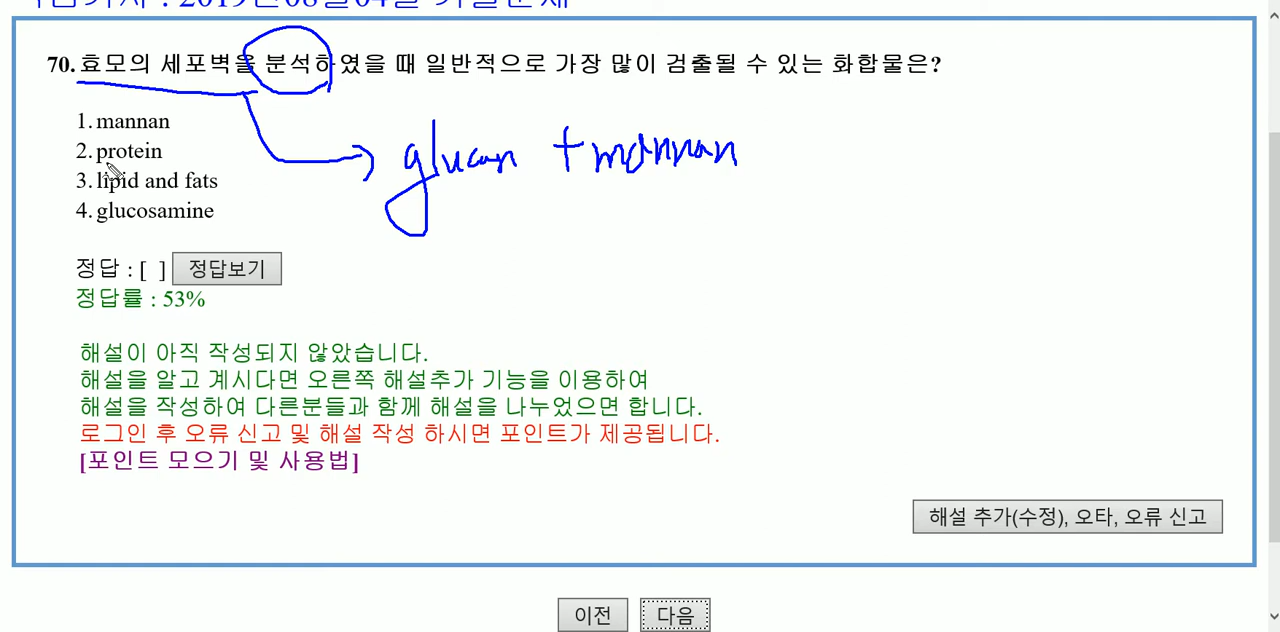 70. 효모의 세포벽을 분석하였을 때 일반적으로 가장 많이 검출될 수 있는 화합물은?
1. mannan
2. protein
3. lipid and fats
4. glucosamine
glucan + mannan
정답 : [ ] 정답보기
정답률 : 53%
해설이 아직 작성되지 않았습니다.
해설을 알고 계시다면 오른쪽 해설추가 기능을 이용하여
해설을 작성하여 다른분들과 함께 해설을 나누었으면 합니다.
로그인 후 오류 신고 및 해설 작성 하시면 포인트가 제공됩니다.
[포인트 모으기 및 사용법]
해설 추가(수정), 오타, 오류 신고
이전 다음